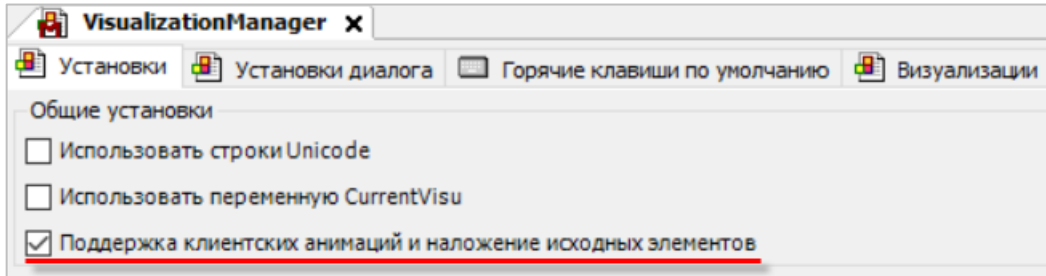 VisualizationManager X
Установки Установки диалога Горячие клавиши по умолчанию Визуализации
Общие установки
Использовать строки Unicode
Использовать переменную CurrentVisu
Поддержка клиентских анимаций и наложение исходных элементов